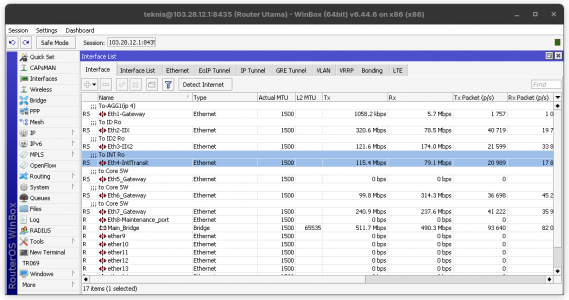 teknis@103.28.12.1:8435 (Router Utama) - WinBox (64bit) v6.44.6 on x86 (x86)
Session Settings Dashboard
Safe Mode Session: 103.28.12.1:8435
Quick Set
CAPsMAN
Interfaces
Wireless
Bridge
PPP
Mesh
IP
IPv6
MPLS
OpenFlow
Routing
System
Queues
Files
Log
RADIUS
Tools
New Terminal
TR069
Windows
More
RouterOS WinBox
Interface List
Interface Interface List Ethernet EoIP Tunnel IP Tunnel GRE Tunnel VLAN VRRP Bonding LTE
Detect Internet Find
Name Type Actual MTU L2 MTU Tx Rx Tx Packet (p/s) Rx Packet (p/s)
;;; To-AGG1(ip 4)
RS Eth1-Gateway Ethernet 1500 1058.2 kbps 5.7 Mbps 1 757 1 0
;;; To ID Ro
RS Eth2-IIX Ethernet 1500 320.6 Mbps 78.5 Mbps 40 719 19 7
;;; To ID2 Ro
RS Eth3-IIX2 Ethernet 1500 121.6 Mbps 174.0 Mbps 21 599 33 8
;;; To INT Ro
RS Eth4-IntlTransit Ethernet 1500 115.4 Mbps 79.1 Mbps 20 989 17 8
;;; to Core SW
RS Eth5_Gateway Ethernet 1500 0 bps 0 bps 0
;;; to Core SW
RS Eth6_Gateway Ethernet 1500 99.8 Mbps 314.3 Mbps 36 698 45 2
;;; to Core SW
RS Eth7_Gateway Ethernet 1500 240.9 Mbps 237.6 Mbps 41 222 35 9
R Eth8-Maintenance_port Ethernet 1500 0 bps 0 bps 0
R Main_Bridge Bridge 1500 65535 511.7 Mbps 490.3 Mbps 93 640 82 0
R ether9 Ethernet 1500 0 bps 0 bps 0
R ether10 Ethernet 1500 0 bps 0 bps 0
R ether11 Ethernet 1500 0 bps 0 bps 0
R ether12 Ethernet 1500 0 bps 0 bps 0
R ether13 Ethernet 1500 0 bps 0 bps 0
17 items (1 selected)